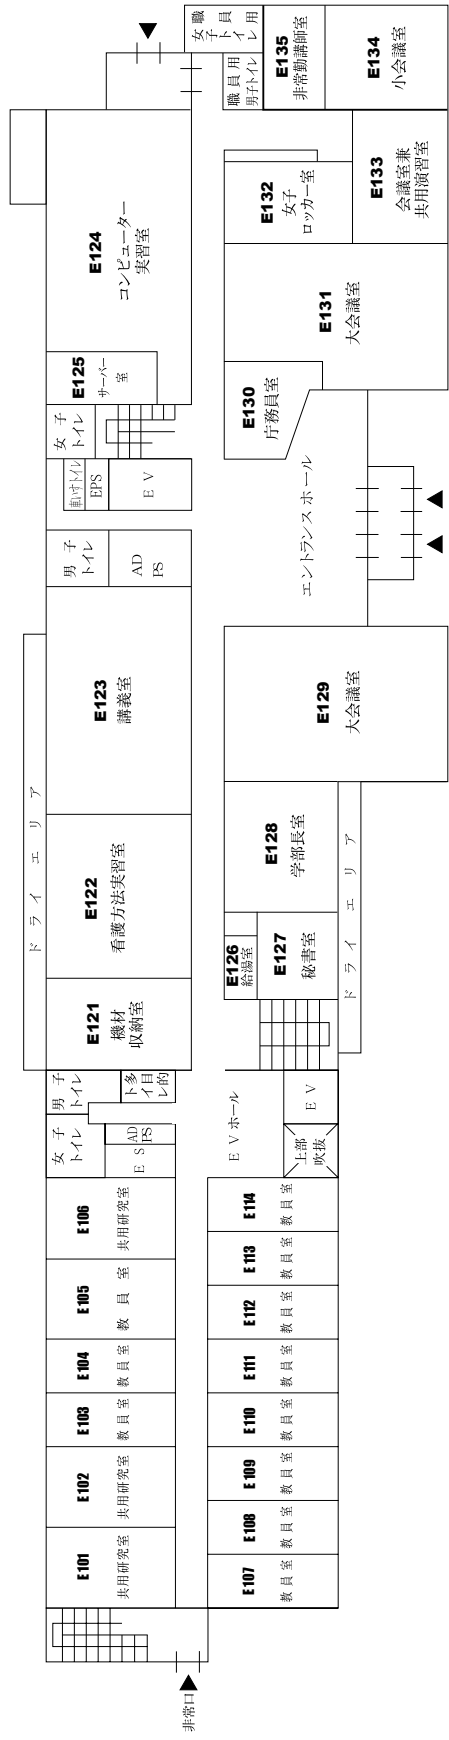 女子トイレ
職員用
職員用
男子トイレ
E135
非常勤講師室
E134
小会議室
E124
コンピューター
実習室
E132
女子
ロッカー室
E133
会議室兼
共用演習室
E131
大会議室
E125
サーバー
室
E130
庁務員室
女 子
トイレ
車いすトイレ
EPS
E V
エントランスホール
男 子
トイレ
AD
PS
E123
講義室
ドライエリア
E129
大会議室
E122
看護方法実習室
E128
学部長室
E126
給湯室
E127
秘書室
ドライエリア
E121
機材
収納室
男 子
トイレ
多目的
トイレ
女 子
トイレ
AD
PS
E S
E V ホール
E V
上部
吹抜
E106
共用研究室
E114
教員室
E105
教 員 室
E113
教員室
E112
教員室
E104
教員室
E111
教員室
E103
教員室
E110
教員室
E102
共用研究室
E109
教員室
E108
教員室
E101
共用研究室
E107
教員室
非常口